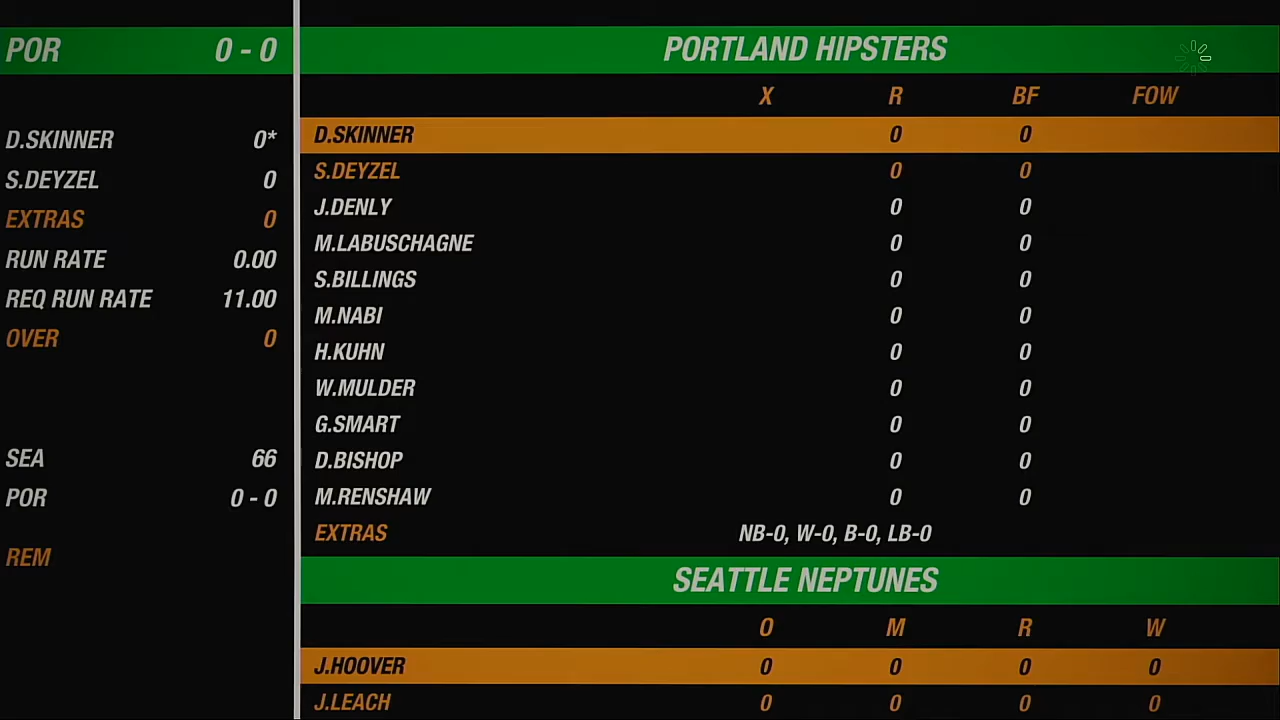 POR 0 - 0
D.SKINNER 0*
S.DEYZEL 0
EXTRAS 0
RUN RATE 0.00
REQ RUN RATE 11.00
OVER 0
SEA 66
POR 0 - 0
REM
PORTLAND HIPSTERS
X R BF FOW
D.SKINNER 0 0
S.DEYZEL 0 0
J.DENLY 0 0
M.LABUSCHAGNE 0 0
S.BILLINGS 0 0
M.NABI 0 0
H.KUHN 0 0
W.MULDER 0 0
G.SMART 0 0
D.BISHOP 0 0
M.RENSHAW 0 0
EXTRAS NB-0, W-0, B-0, LB-0
SEATTLE NEPTUNES
O M R W
J.HOOVER 0 0 0 0
J.LEACH 0 0 0 0